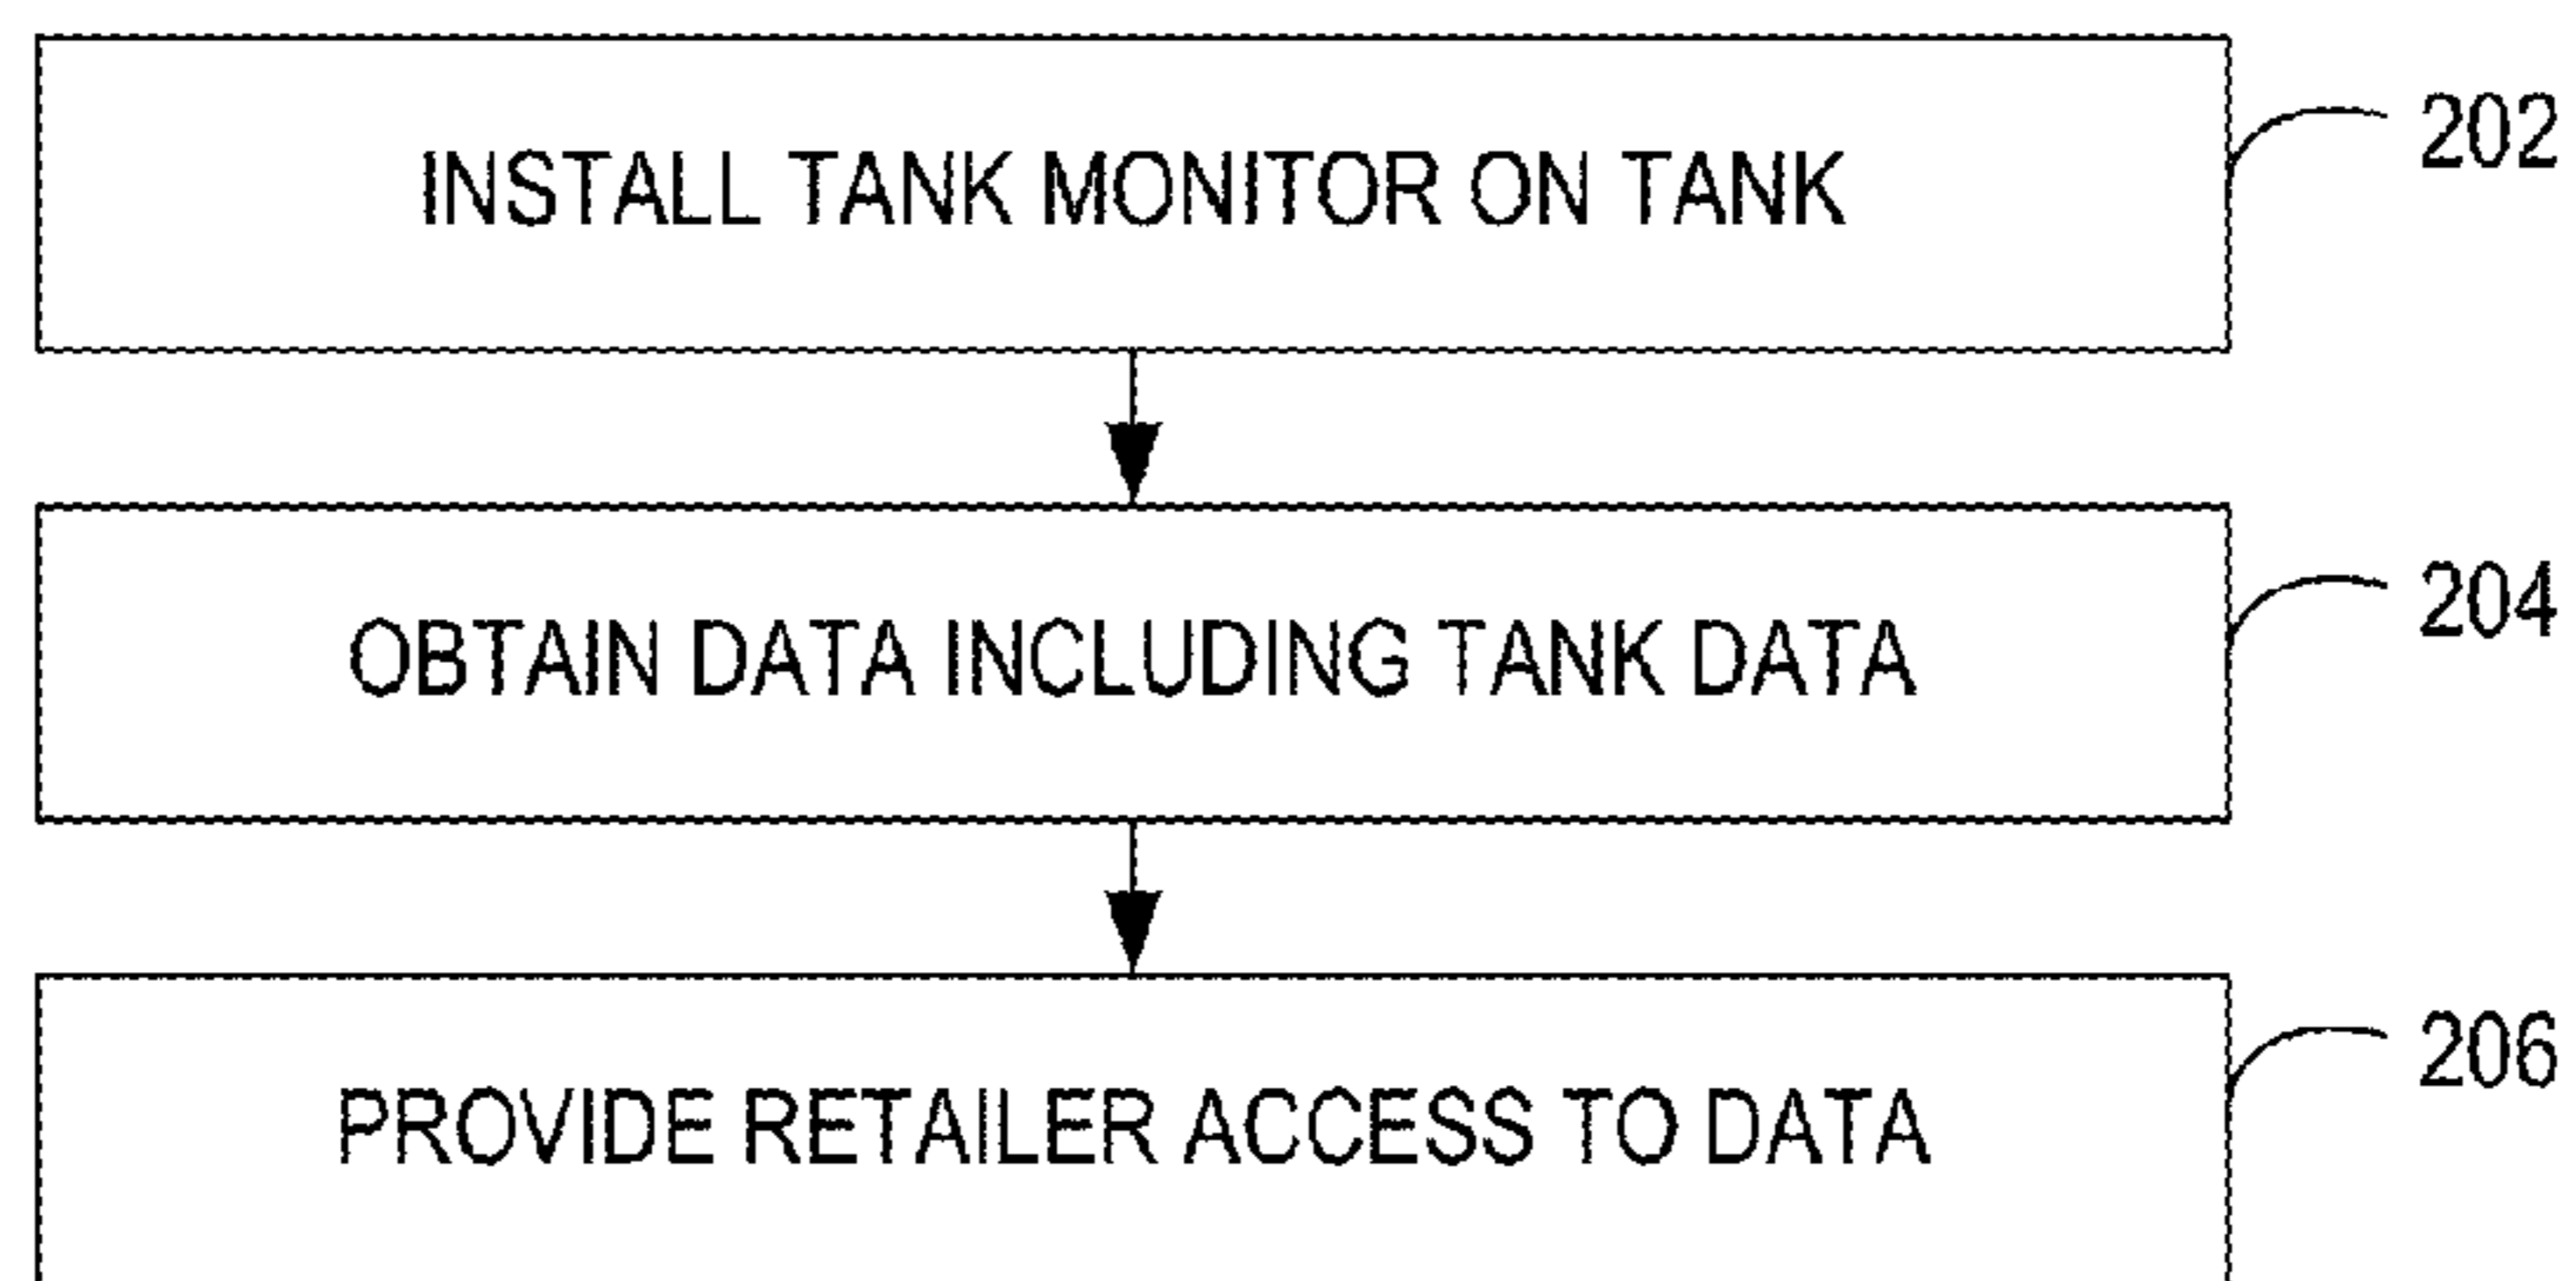 INSTALL TANK MONITOR ON TANK
202
OBTAIN DATA INCLUDING TANK DATA
204
PROVIDE RETAILER ACCESS TO DATA
206